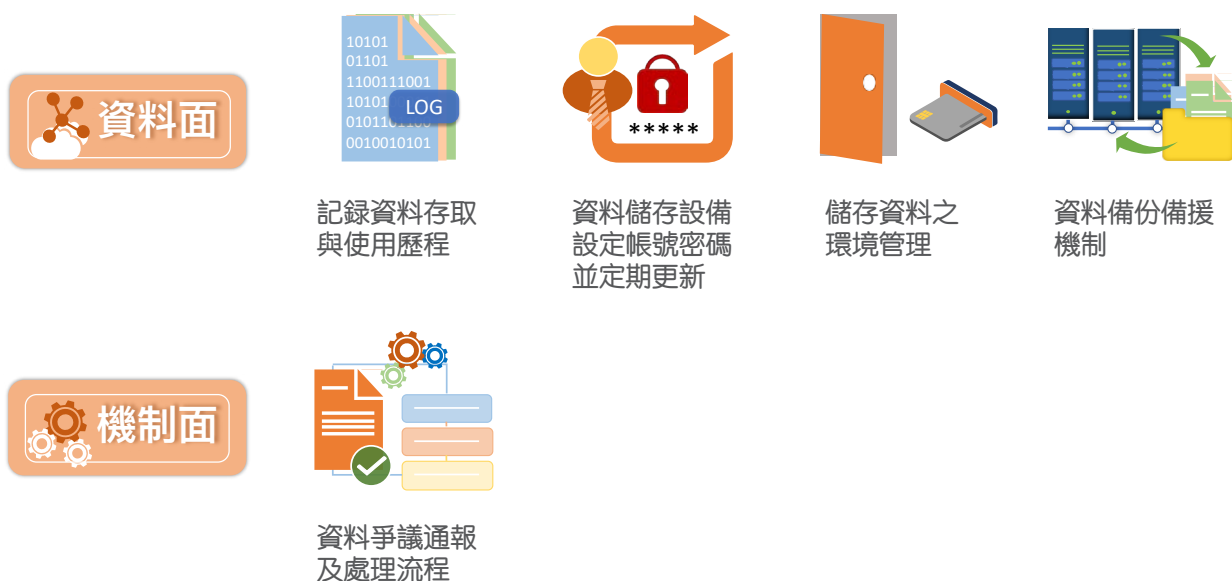 資料面
10101
01101
1100111001
10101
LOG
0010010101
*****
記錄資料存取
與使用歷程
資料儲存設備
設定帳號密碼
並定期更新
儲存資料之
環境管理
資料備份備援
機制
機制面
資料爭議通報
及處理流程